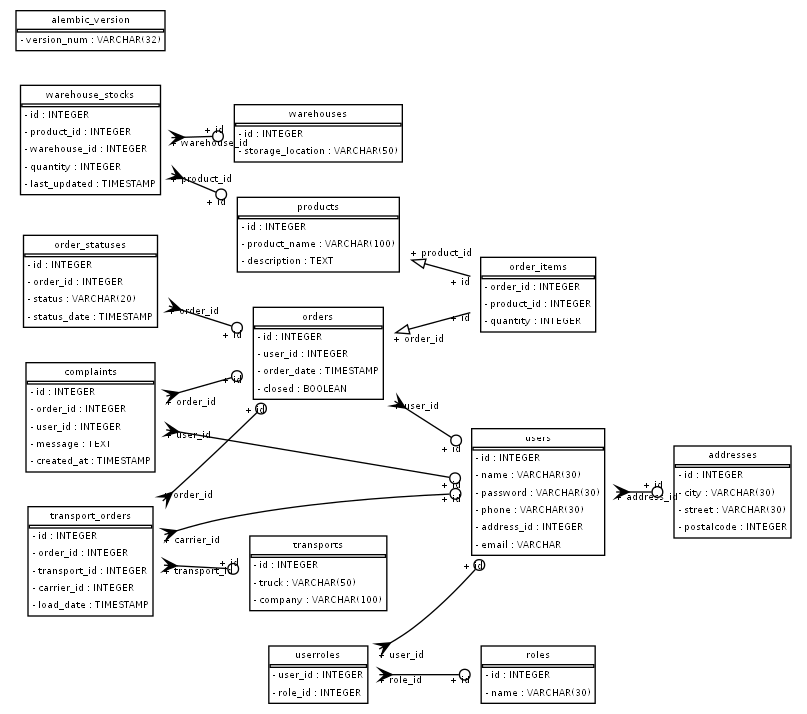 alembic_version
- version_num : VARCHAR(32)
warehouse_stocks
- id : INTEGER
- product_id : INTEGER
- warehouse_id : INTEGER
- quantity : INTEGER
- last_updated : TIMESTAMP
+ id
+ warehouse_id
warehouses
- id : INTEGER
- storage_location : VARCHAR(50)
+ product_id
+ id
products
- id : INTEGER
- product_name : VARCHAR(100)
- description : TEXT
+ product_id
+ id
order_items
- order_id : INTEGER
- product_id : INTEGER
- quantity : INTEGER
+ id
+ order_id
order_statuses
- id : INTEGER
- order_id : INTEGER
- status : VARCHAR(20)
- status_date : TIMESTAMP
+ order_id
+ id
orders
- id : INTEGER
- user_id : INTEGER
- order_date : TIMESTAMP
- closed : BOOLEAN
complaints
- id : INTEGER
- order_id : INTEGER
- user_id : INTEGER
- message : TEXT
- created_at : TIMESTAMP
+ id
+ order_id
+ id
+ user_id
+ user_id
+ id
+ id
+ id
users
- id : INTEGER
- name : VARCHAR(30)
- password : VARCHAR(30)
- phone : VARCHAR(30)
- address_id : INTEGER
- email : VARCHAR
+ id
+ address_id
addresses
- id : INTEGER
- city : VARCHAR(30)
- street : VARCHAR(30)
- postalcode : INTEGER
transport_orders
- id : INTEGER
- order_id : INTEGER
- transport_id : INTEGER
- carrier_id : INTEGER
- load_date : TIMESTAMP
+ order_id
+ carrier_id
+ id
+ transport_id
transports
- id : INTEGER
- truck : VARCHAR(50)
- company : VARCHAR(100)
+ id
+ user_id
userroles
- user_id : INTEGER
- role_id : INTEGER
+ role_id
+ id
roles
- id : INTEGER
- name : VARCHAR(30)